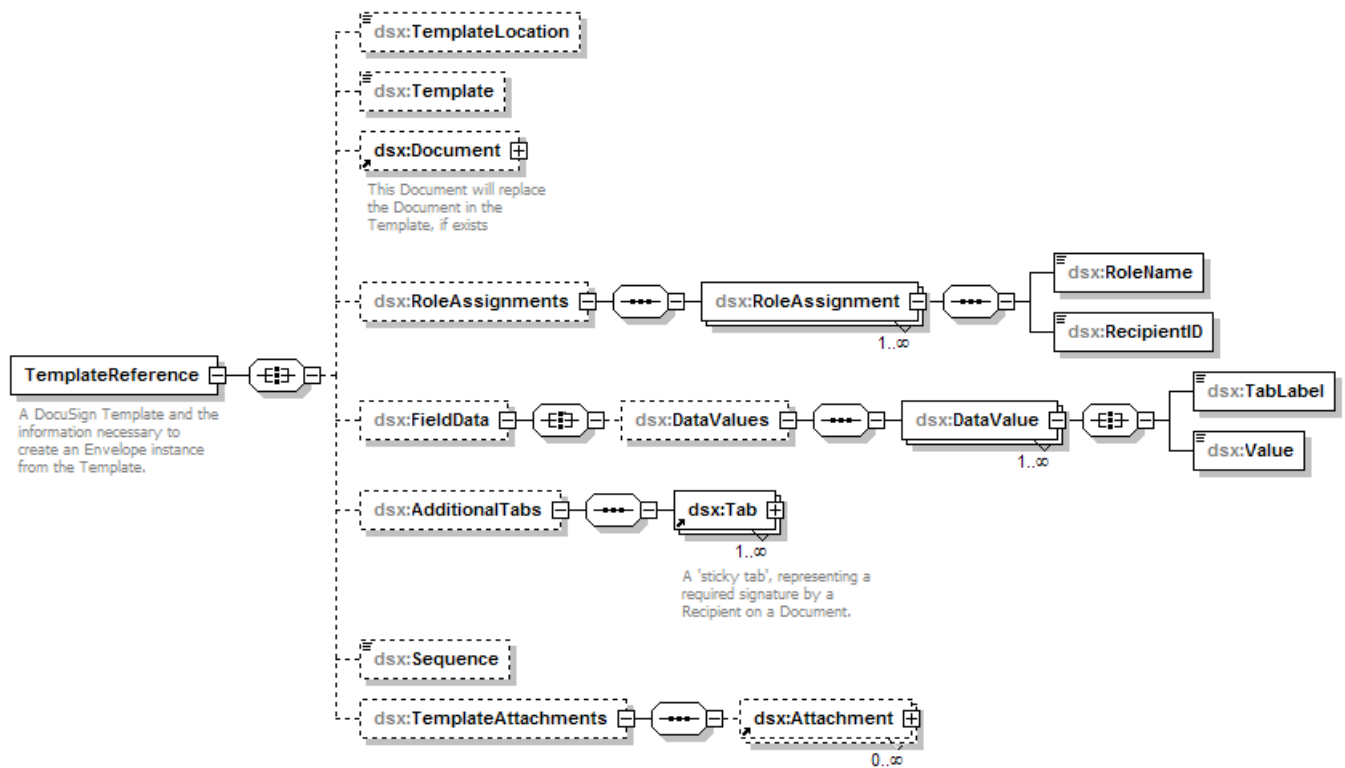 dsx:TemplateLocation
dsx:Template
dsx:Document
This Document will replace
the Document in the
Template, if exists
dsx:RoleAssignments
dsx:RoleAssignment
1..∞
dsx:RoleName
dsx:RecipientID
TemplateReference
A DocuSign Template and the
information necessary to
create an Envelope instance
from the Template.
dsx:FieldData
dsx:DataValues
dsx:DataValue
1..∞
dsx:TabLabel
dsx:Value
dsx:AdditionalTabs
dsx:Tab
1..∞
A 'sticky tab', representing a
required signature by a
Recipient on a Document.
dsx:Sequence
dsx:TemplateAttachments
dsx:Attachment
0..∞